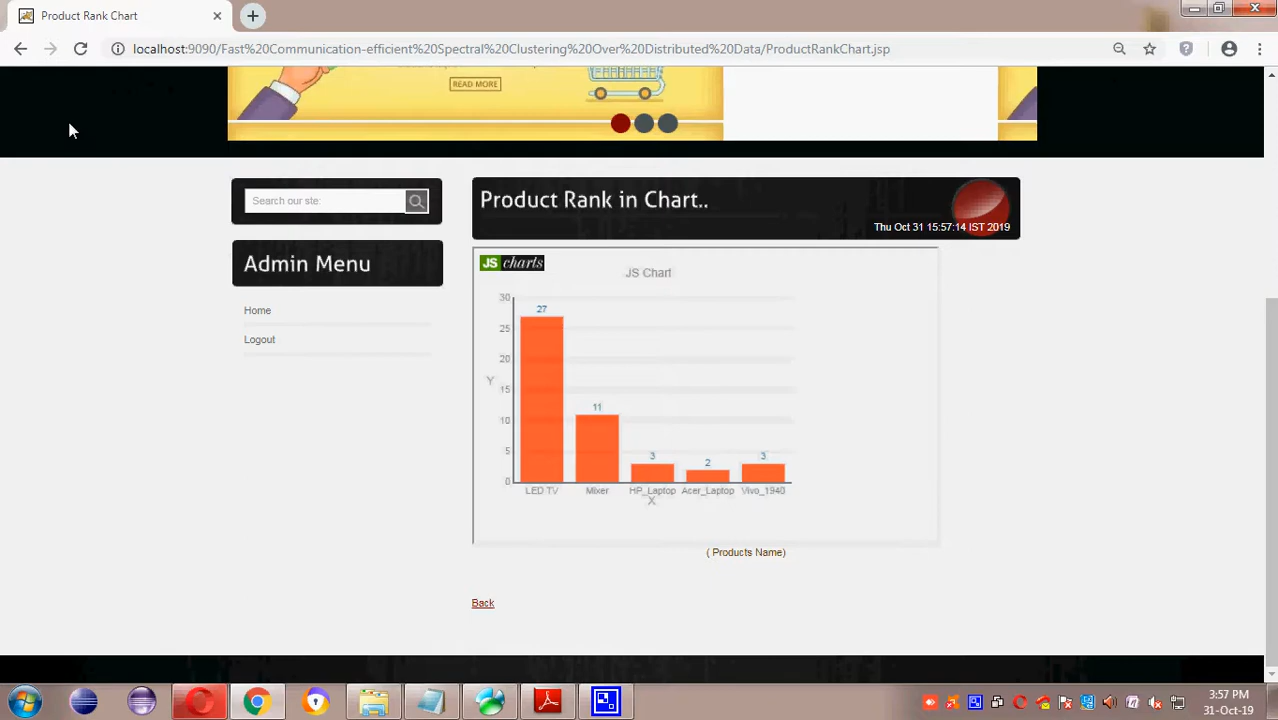 Product Rank Chart
localhost:9090/Fast%20Communication-efficient%20Spectral%20Clustering%20Over%20Distributed%20Data/ProductRankChart.jsp
READ MORE
Search our site:
Product Rank in Chart..
Thu Oct 31 15:57:14 IST 2019
Admin Menu
Home
Logout
JS charts
JS Chart
30
25
20
15
10
5
0
Y
27
11
3
2
3
LED TV Mixer HP_Laptop Acer_Laptop Vivo_1940
X
( Products Name)
Back
3:57 PM
31-Oct-19